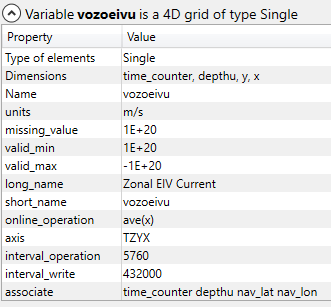 Variable vozoeivu is a 4D grid of type Single
Property Value
Type of elements Single
Dimensions time_counter, depthu, y, x
Name vozoeivu
units m/s
missing_value 1E+20
valid_min 1E+20
valid_max -1E+20
long_name Zonal EIV Current
short_name vozoeivu
online_operation ave(x)
axis TZYX
interval_operation 5760
interval_write 432000
associate time_counter depthu nav_lat nav_lon